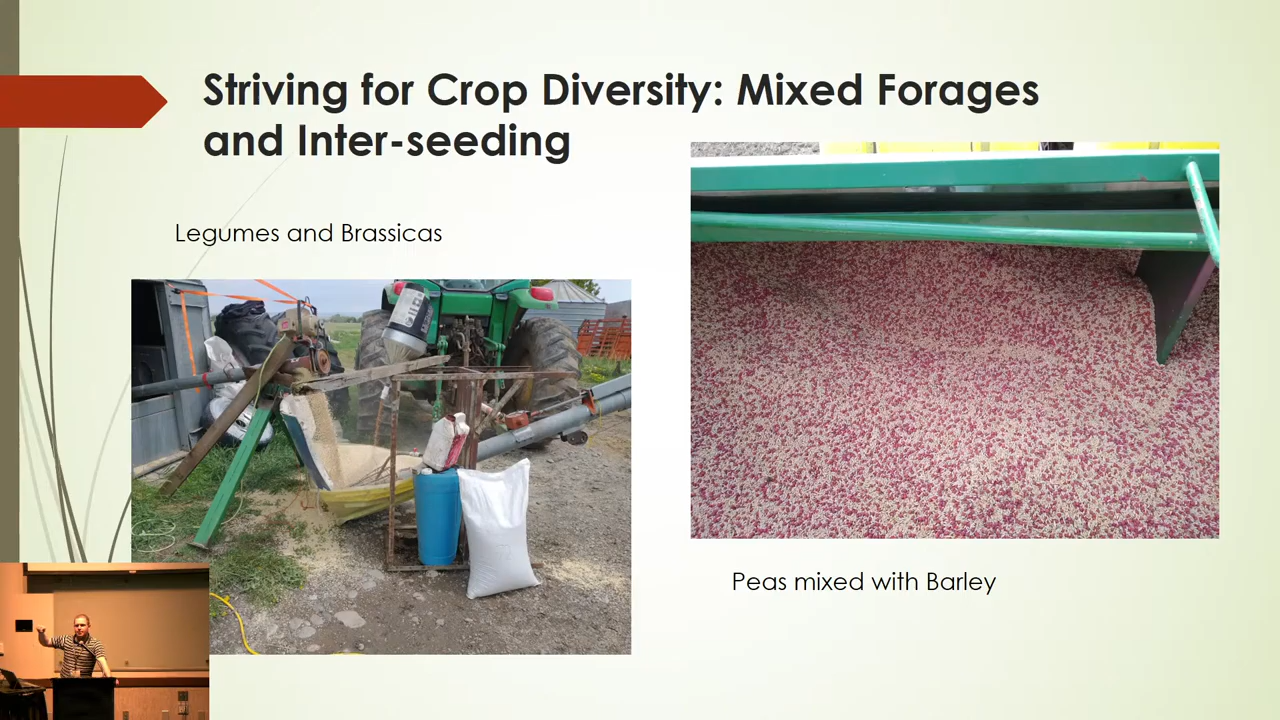 Striving for Crop Diversity: Mixed Forages
and Inter-seeding
Legumes and Brassicas
Peas mixed with Barley